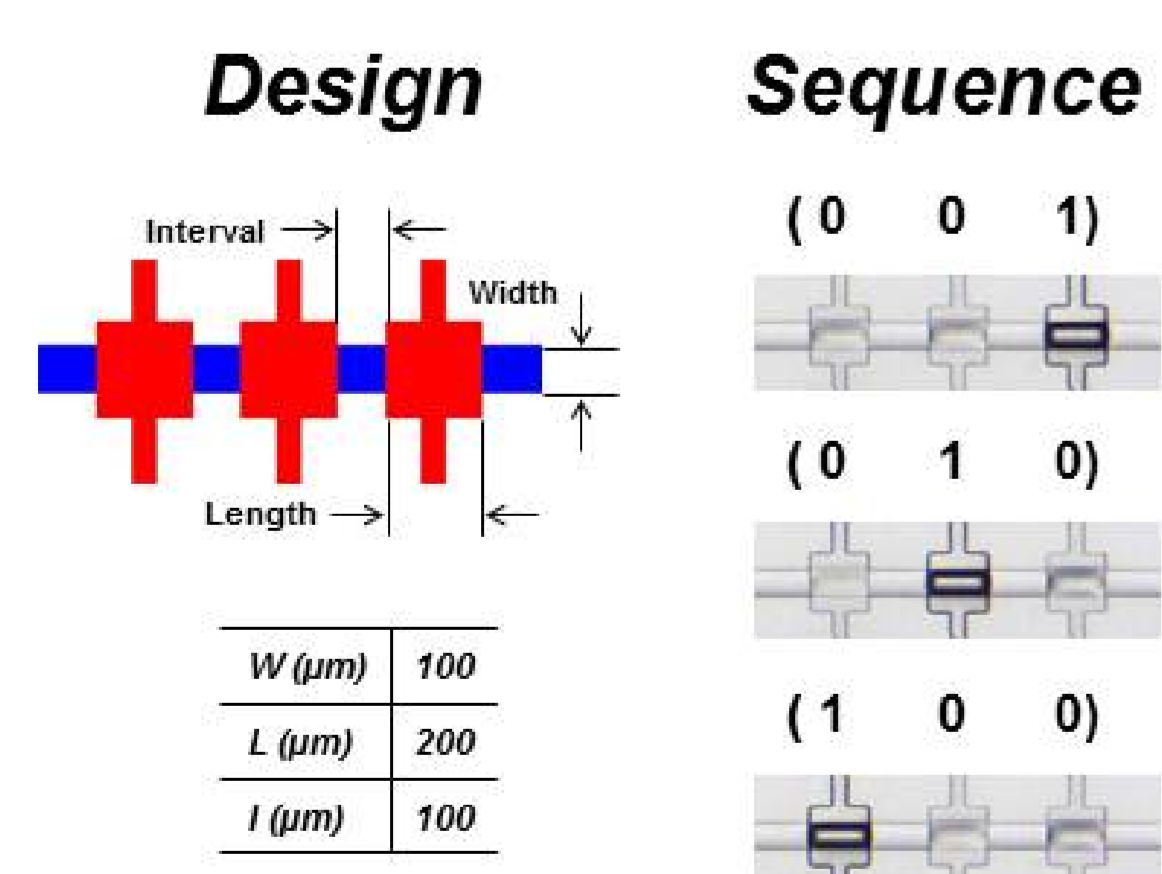 Design
Interval
Width
Length
W (µm) 100
L (µm) 200
I (µm) 100
Sequence
( 0 0 1)
( 0 1 0)
( 1 0 0)